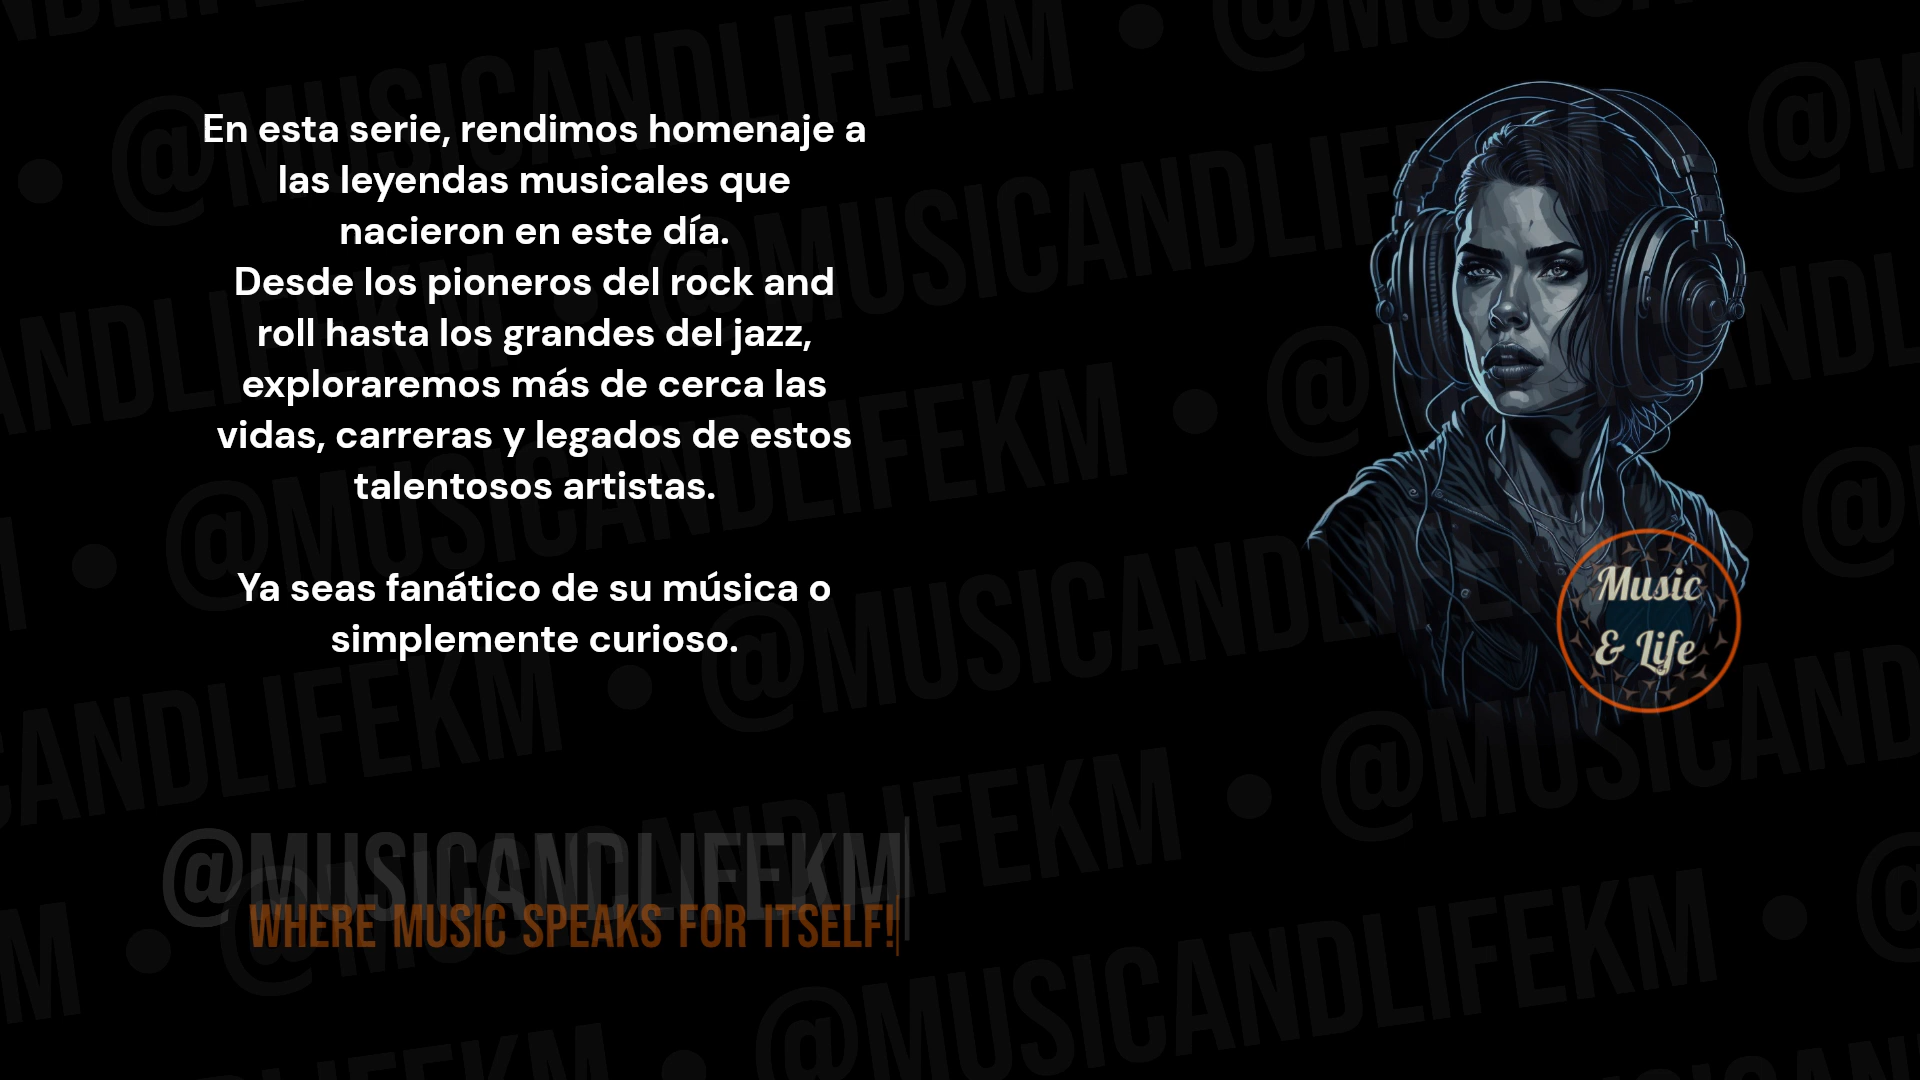 En esta serie, rendimos homenaje a
las leyendas musicales que
nacieron en este día.
Desde los pioneros del rock and
roll hasta los grandes del jazz,
exploraremos más de cerca las
vidas, carreras y legados de estos
talentosos artistas.
Ya seas fanático de su música o
simplemente curioso.
Music
& Life
@MUSICANDLIFEKM
WHERE MUSIC SPEAKS FOR ITSELF!